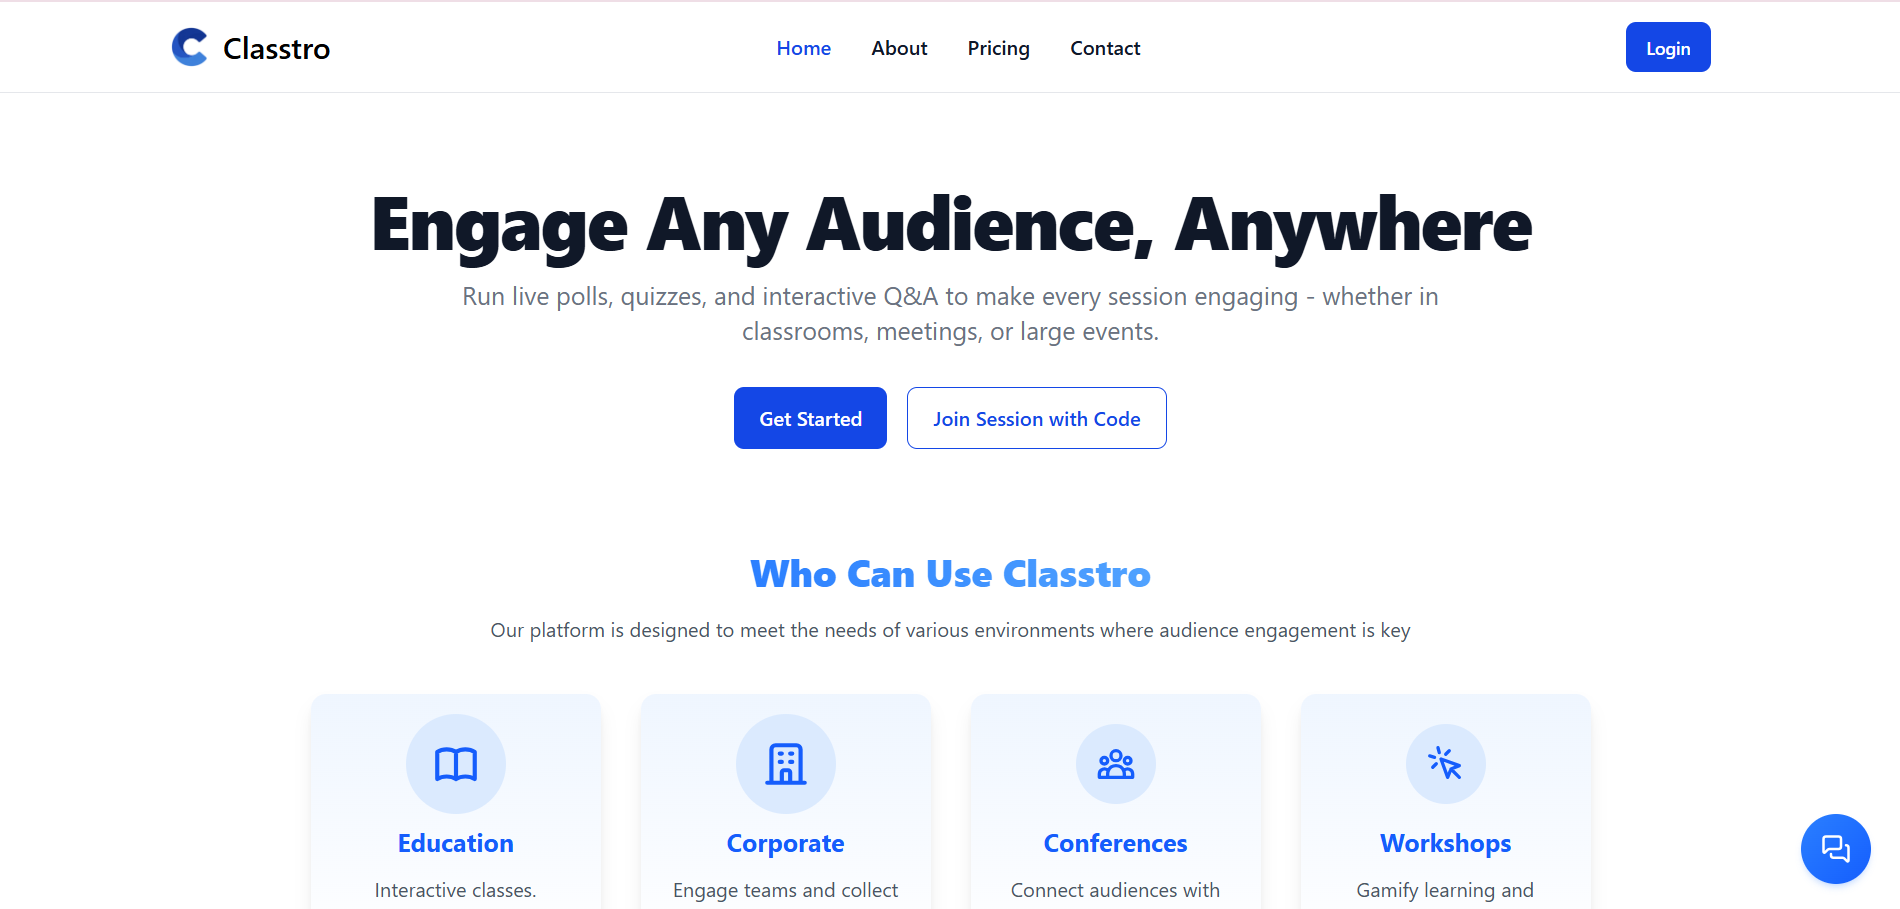 Classtro
Home
About
Pricing
Contact
Login
Engage Any Audience, Anywhere
Run live polls, quizzes, and interactive Q&A to make every session engaging - whether in
classrooms, meetings, or large events.
Get Started
Join Session with Code
Who Can Use Classtro
Our platform is designed to meet the needs of various environments where audience engagement is key
Education
Interactive classes.
Corporate
Engage teams and collect
Conferences
Connect audiences with
Workshops
Gamify learning and